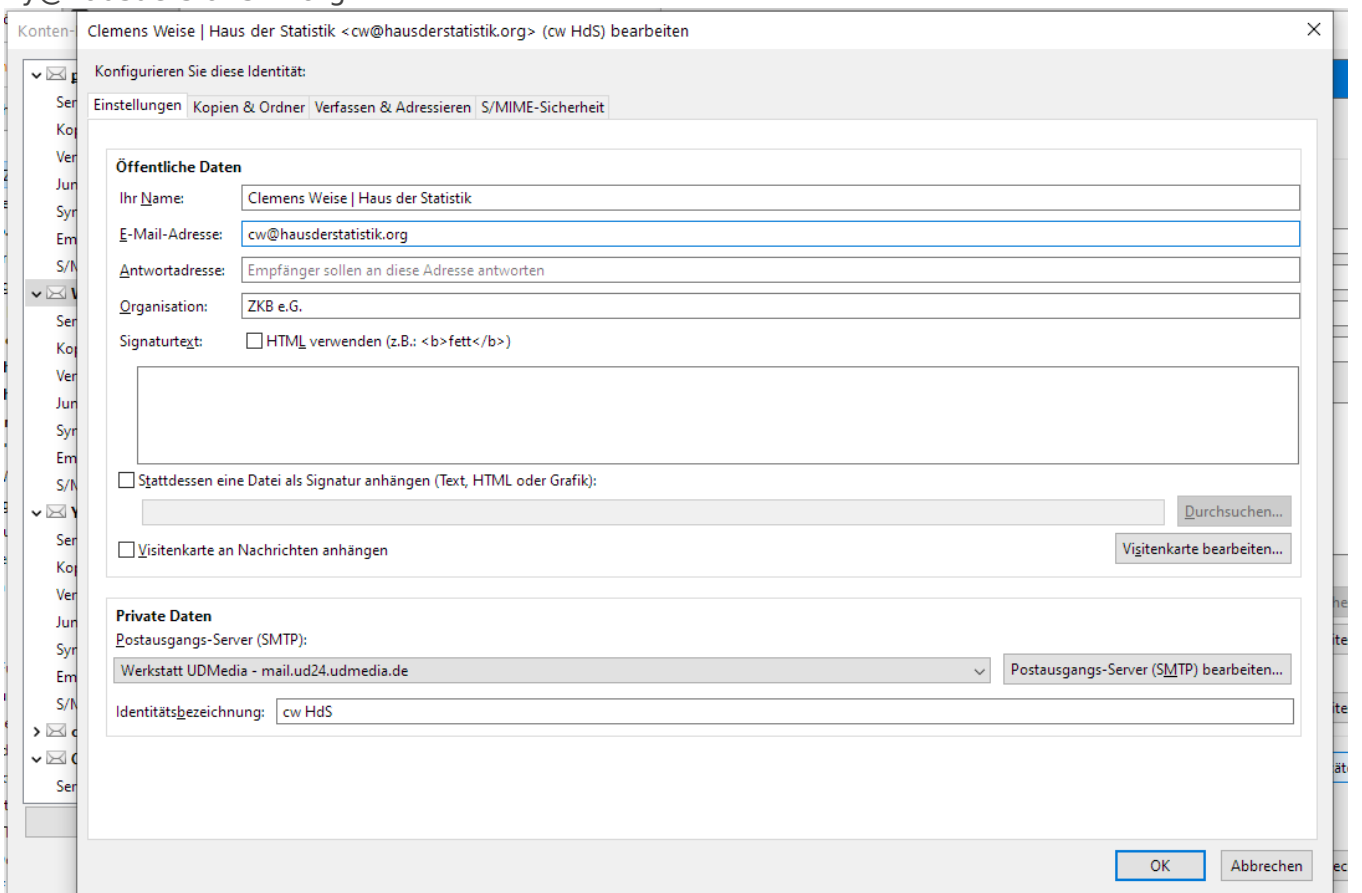 Konten-
Clemens Weise | Haus der Statistik <cw@hausderstatistik.org> (cw HdS) bearbeiten
Konfigurieren Sie diese Identität:
Einstellungen Kopien & Ordner Verfassen & Adressieren S/MIME-Sicherheit
Öffentliche Daten
Ihr Name: Clemens Weise | Haus der Statistik
E-Mail-Adresse: cw@hausderstatistik.org
Antwortadresse: Empfänger sollen an diese Adresse antworten
Organisation: ZKB e.G.
Signaturtext: HTML verwenden (z.B.: <b>fett</b>)
Stattdessen eine Datei als Signatur anhängen (Text, HTML oder Grafik):
Durchsuchen...
Visitenkarte an Nachrichten anhängen
Visitenkarte bearbeiten...
Private Daten
Postausgangs-Server (SMTP):
Werkstatt UDMedia - mail.ud24.udmedia.de
Postausgangs-Server (SMTP) bearbeiten...
Identitätsbezeichnung: cw HdS
OK Abbrechen